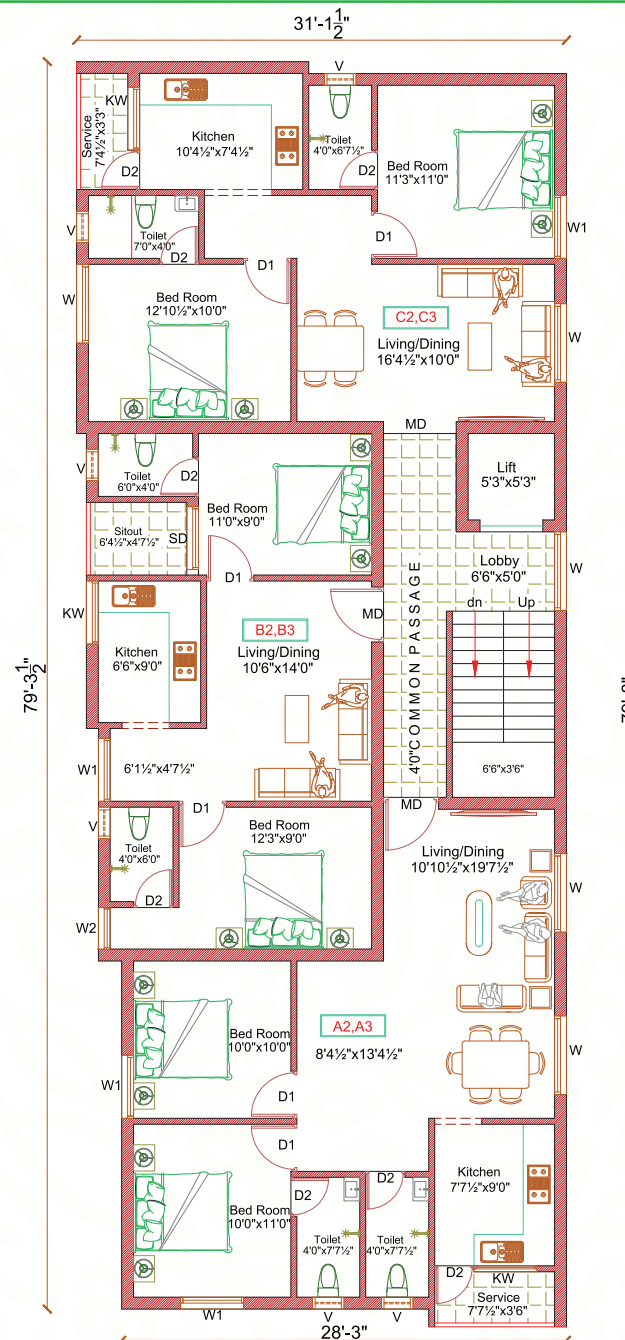 31'-1½"
V
KW
Service
7'4½"x3'3"
Kitchen
10'4½"x7'4½"
Toilet
4'0"x6'7½"
D2
D2
Bed Room
11'3"x11'0"
Toilet
7'0"x4'0"
V
D2
D1
W1
D1
W
Bed Room
12'10½"x10'0"
C2,C3
Living/Dining
16'4½"x10'0"
W
MD
V
Toilet
6'0"x4'0"
D2
Bed Room
11'0"x9'0"
Lift
5'3"x5'3"
Sitout
6'4½"x4'7½"
SD
D1
Lobby
6'6"x5'0"
W
dn
Up
KW
MD
B2,B3
Kitchen
6'6"x9'0"
Living/Dining
10'6"x14'0"
4'0"COMMON PASSAGE
79'-3½"
W1
6'1½"x4'7½"
6'6"x3'6"
D1
MD
V
Toilet
4'0"x6'0"
Bed Room
12'3"x9'0"
Living/Dining
10'10½"x19'7½"
W
D2
W2
A2,A3
8'4½"x13'4½"
Bed Room
10'0"x10'0"
W
W1
D1
D1
Kitchen
7'7½"x9'0"
D2
D2
Bed Room
10'0"x11'0"
Toilet
4'0"x7'7½"
Toilet
4'0"x7'7½"
D2
KW
Service
7'7½"x3'6"
W1
V
V
28'-3"